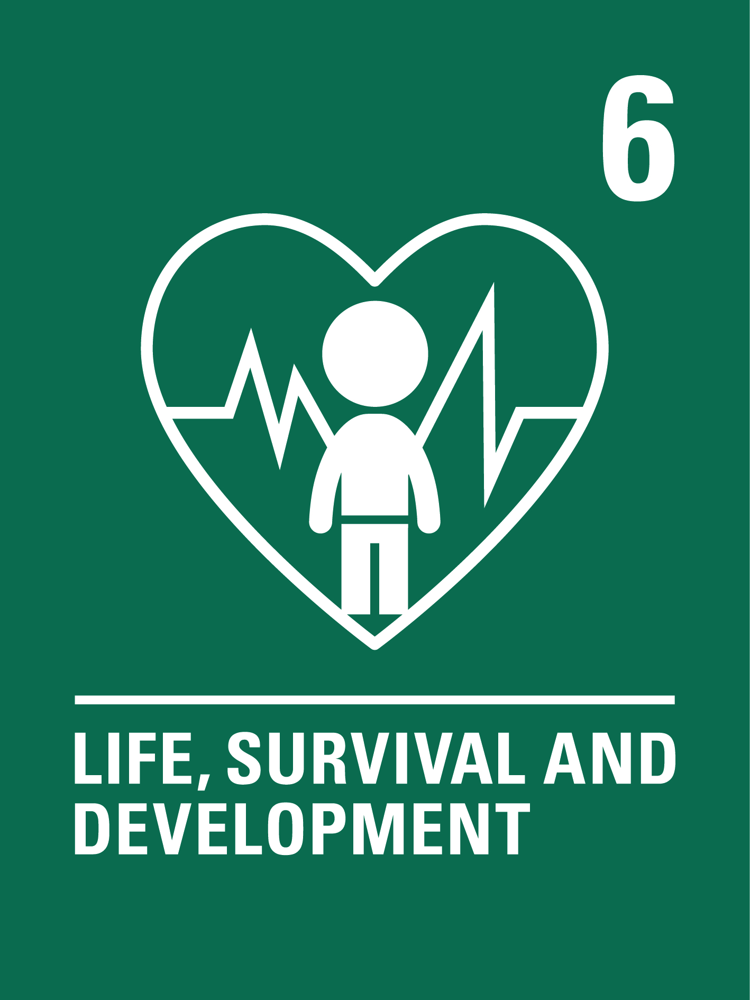 6
LIFE, SURVIVAL AND
DEVELOPMENT